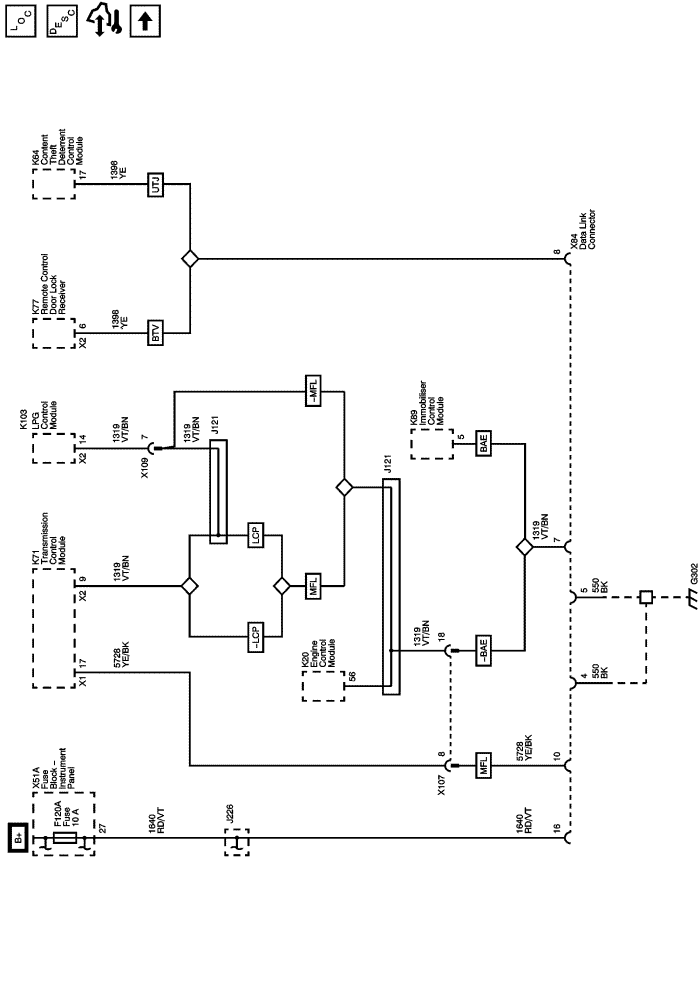 LOC
DESC
K64
Content
Theft
Deterrent
Control
Module
17
1398
YE
UTJ
K77
Remote Control
Door Lock
Receiver
X2
6
1398
YE
BTV
8
X84
Data Link
Connector
K103
LPG
Control
Module
X2
14
1319
VT/BN
X109
7
1319
VT/BN
J121
¬MFL
K71
Transmission
Control
Module
X2
9
1319
VT/BN
LCP
¬LCP
MFL
X1
17
5728
YE/BK
K20
Engine
Control
Module
56
J121
K89
Immobiliser
Control
Module
5
BAE
1319
VT/BN
18
¬BAE
1319
VT/BN
7
5
550
BK
4
550
BK
G302
X107
8
MFL
5728
YE/BK
10
B+
X51A
Fuse
Block –
Instrument
Panel
F120A
Fuse
10 A
27
1640
RD/VT
J226
1640
RD/VT
16